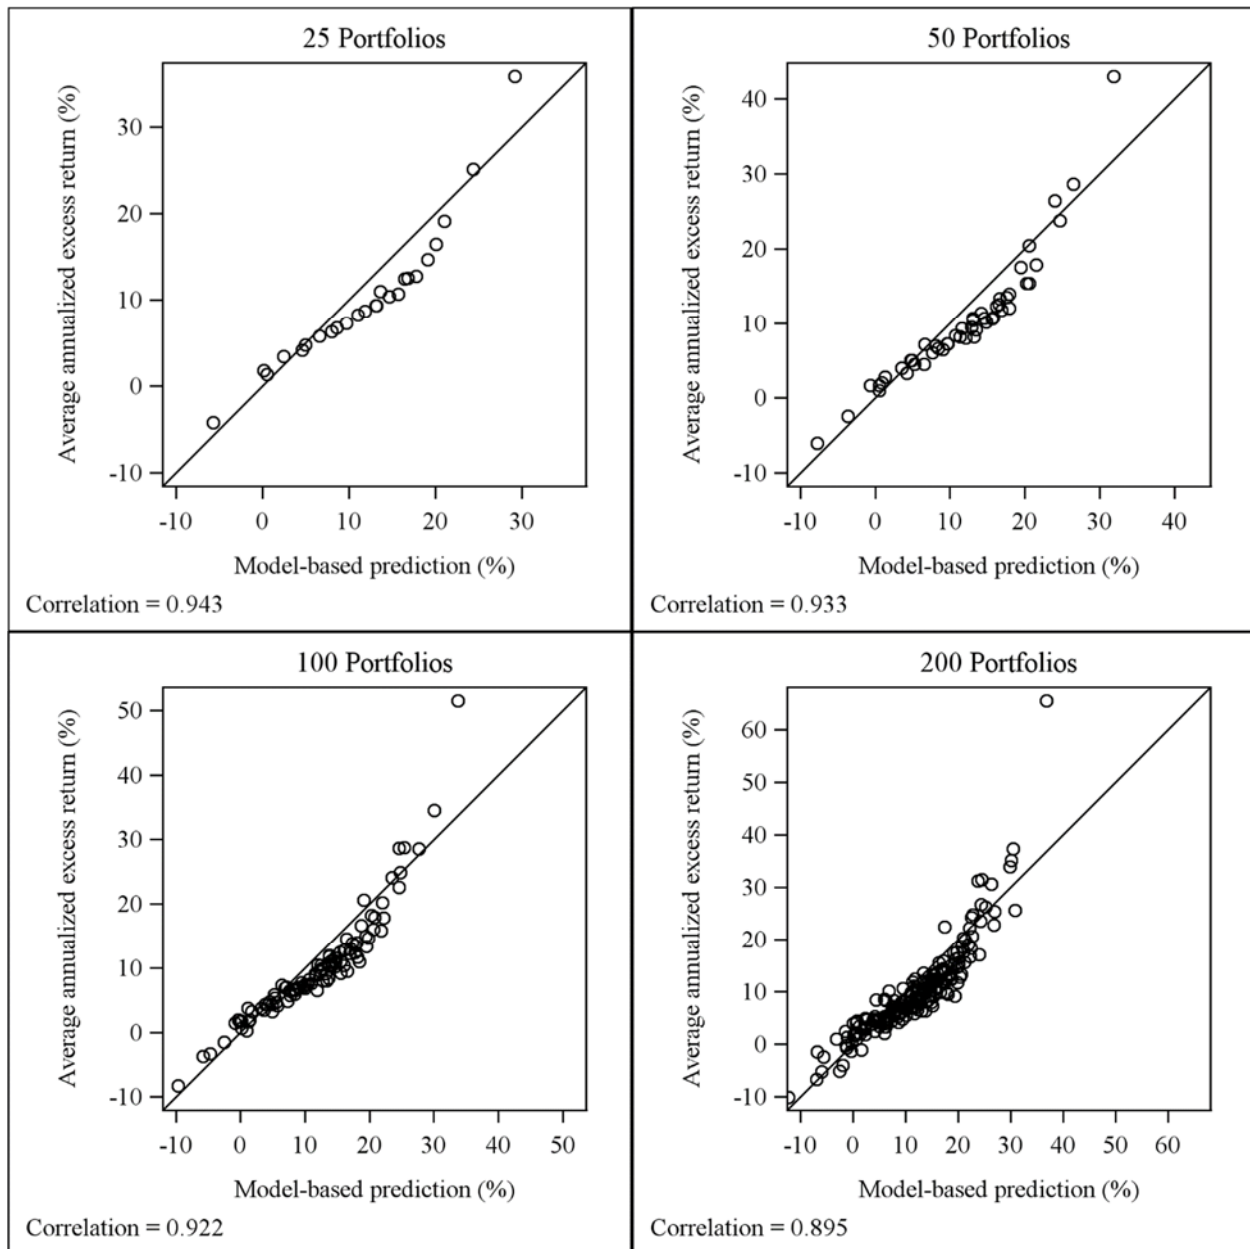 25 Portfolios
Average annualized excess return (%)
30
20
10
0
-10
-10 0 10 20 30
Model-based prediction (%)
Correlation = 0.943
50 Portfolios
Average annualized excess return (%)
40
30
20
10
0
-10
-10 0 10 20 30 40
Model-based prediction (%)
Correlation = 0.933
100 Portfolios
Average annualized excess return (%)
50
40
30
20
10
0
-10
-10 0 10 20 30 40 50
Model-based prediction (%)
Correlation = 0.922
200 Portfolios
Average annualized excess return (%)
60
50
40
30
20
10
0
-10
-10 0 10 20 30 40 50 60
Model-based prediction (%)
Correlation = 0.895